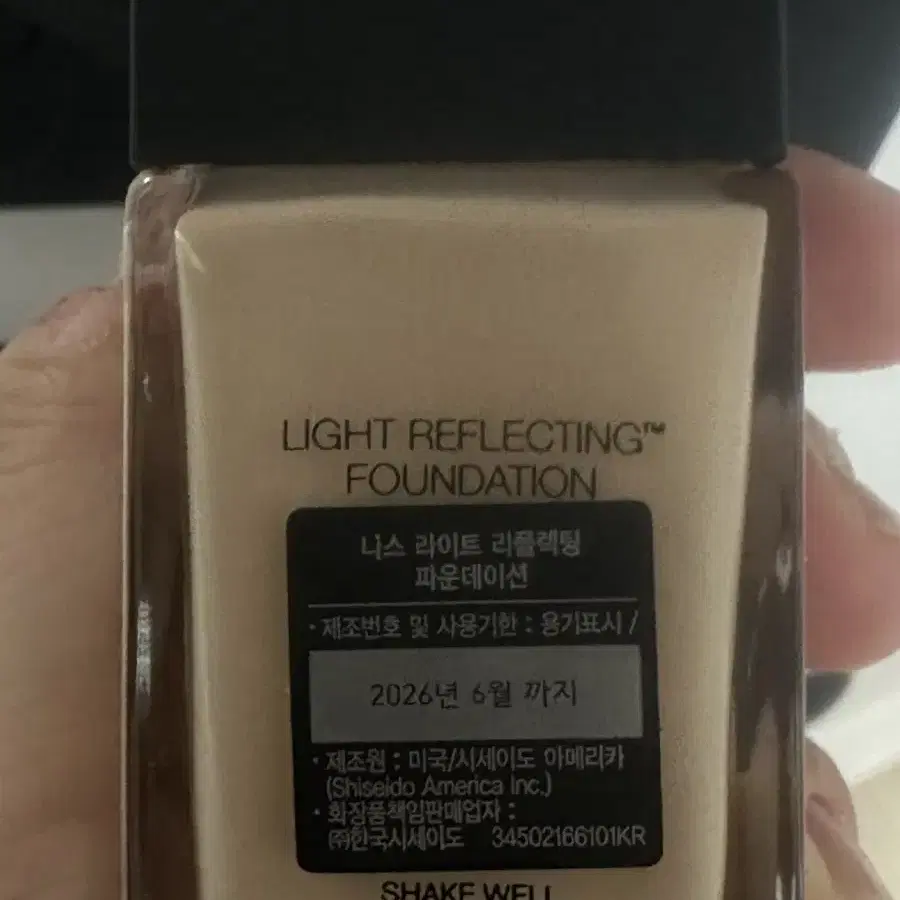 LIGHT REFLECTING™
FOUNDATION
나스 라이트 리플렉팅
파운데이션
· 제조번호 및 사용기한 : 용기표시 /
2026년 6월 까지
· 제조원 : 미국/시세이도 아메리카
(Shiseido America Inc.)
· 화장품책임판매업자 :
㈜한국시세이도 34502166101KR
SHAKE WELL